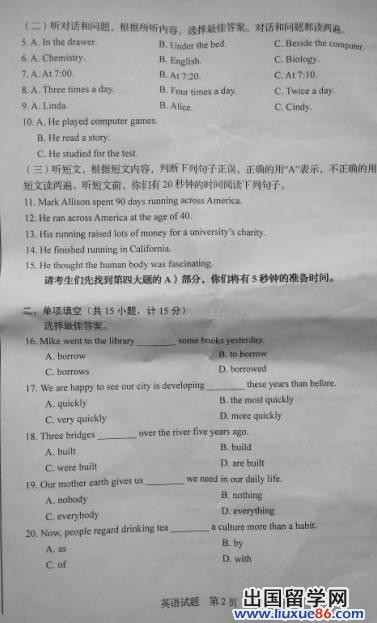 (二)听对话和问题,根据所听内容,选择最佳答案。对话和问题都读两遍。
5. A. In the drawer. B. Under the bed. C. Beside the computer.
6. A. Chemistry. B. English. C. Biology.
7. A. At 7:00. B. At 7:20. C. At 7:10.
8. A. Three times a day. B. Four times a day. C. Twice a day.
9. A. Linda. B. Alice. C. Cindy.
10. A. He played computer games.
B. He read a story.
C. He studied for the test.
(三)听短文,根据短文内容,判断下列句子正误,正确的用“A”表示,不正确的用
短文读两遍。听短文前,你们有 20 秒钟的时间阅读下列句子。
11. Mark Allison spent 90 days running across America.
12. He ran across America at the age of 40.
13. His running raised lots of money for a university's charity.
14. He finished running in California.
15. He thought the human body was fascinating.
请考生们先找到第四大题的 A)部分,你们将有 5 秒钟的准备时间。
二、单项填空(共 15 小题,计 15 分)
选择最佳答案。
16. Mike went to the library ______ some books yesterday.
A. borrow B. to borrow
C. borrows D. borrowed
17. We are happy to see our city is developing ______ these years than before.
A. quickly B. the most quickly
C. very quickly D. more quickly
18. Three bridges ______ over the river five years ago.
A. built B. build
C. were built D. are built
19. Our mother earth gives us ______ we need in our daily life.
A. nobody B. nothing
C. everybody D. everything
20. Now, people regard drinking tea ______ a culture more than a habit.
A. as B. by
C. of D. with
英语试题 第 2 页
出国留学网
www.liuxue86.com